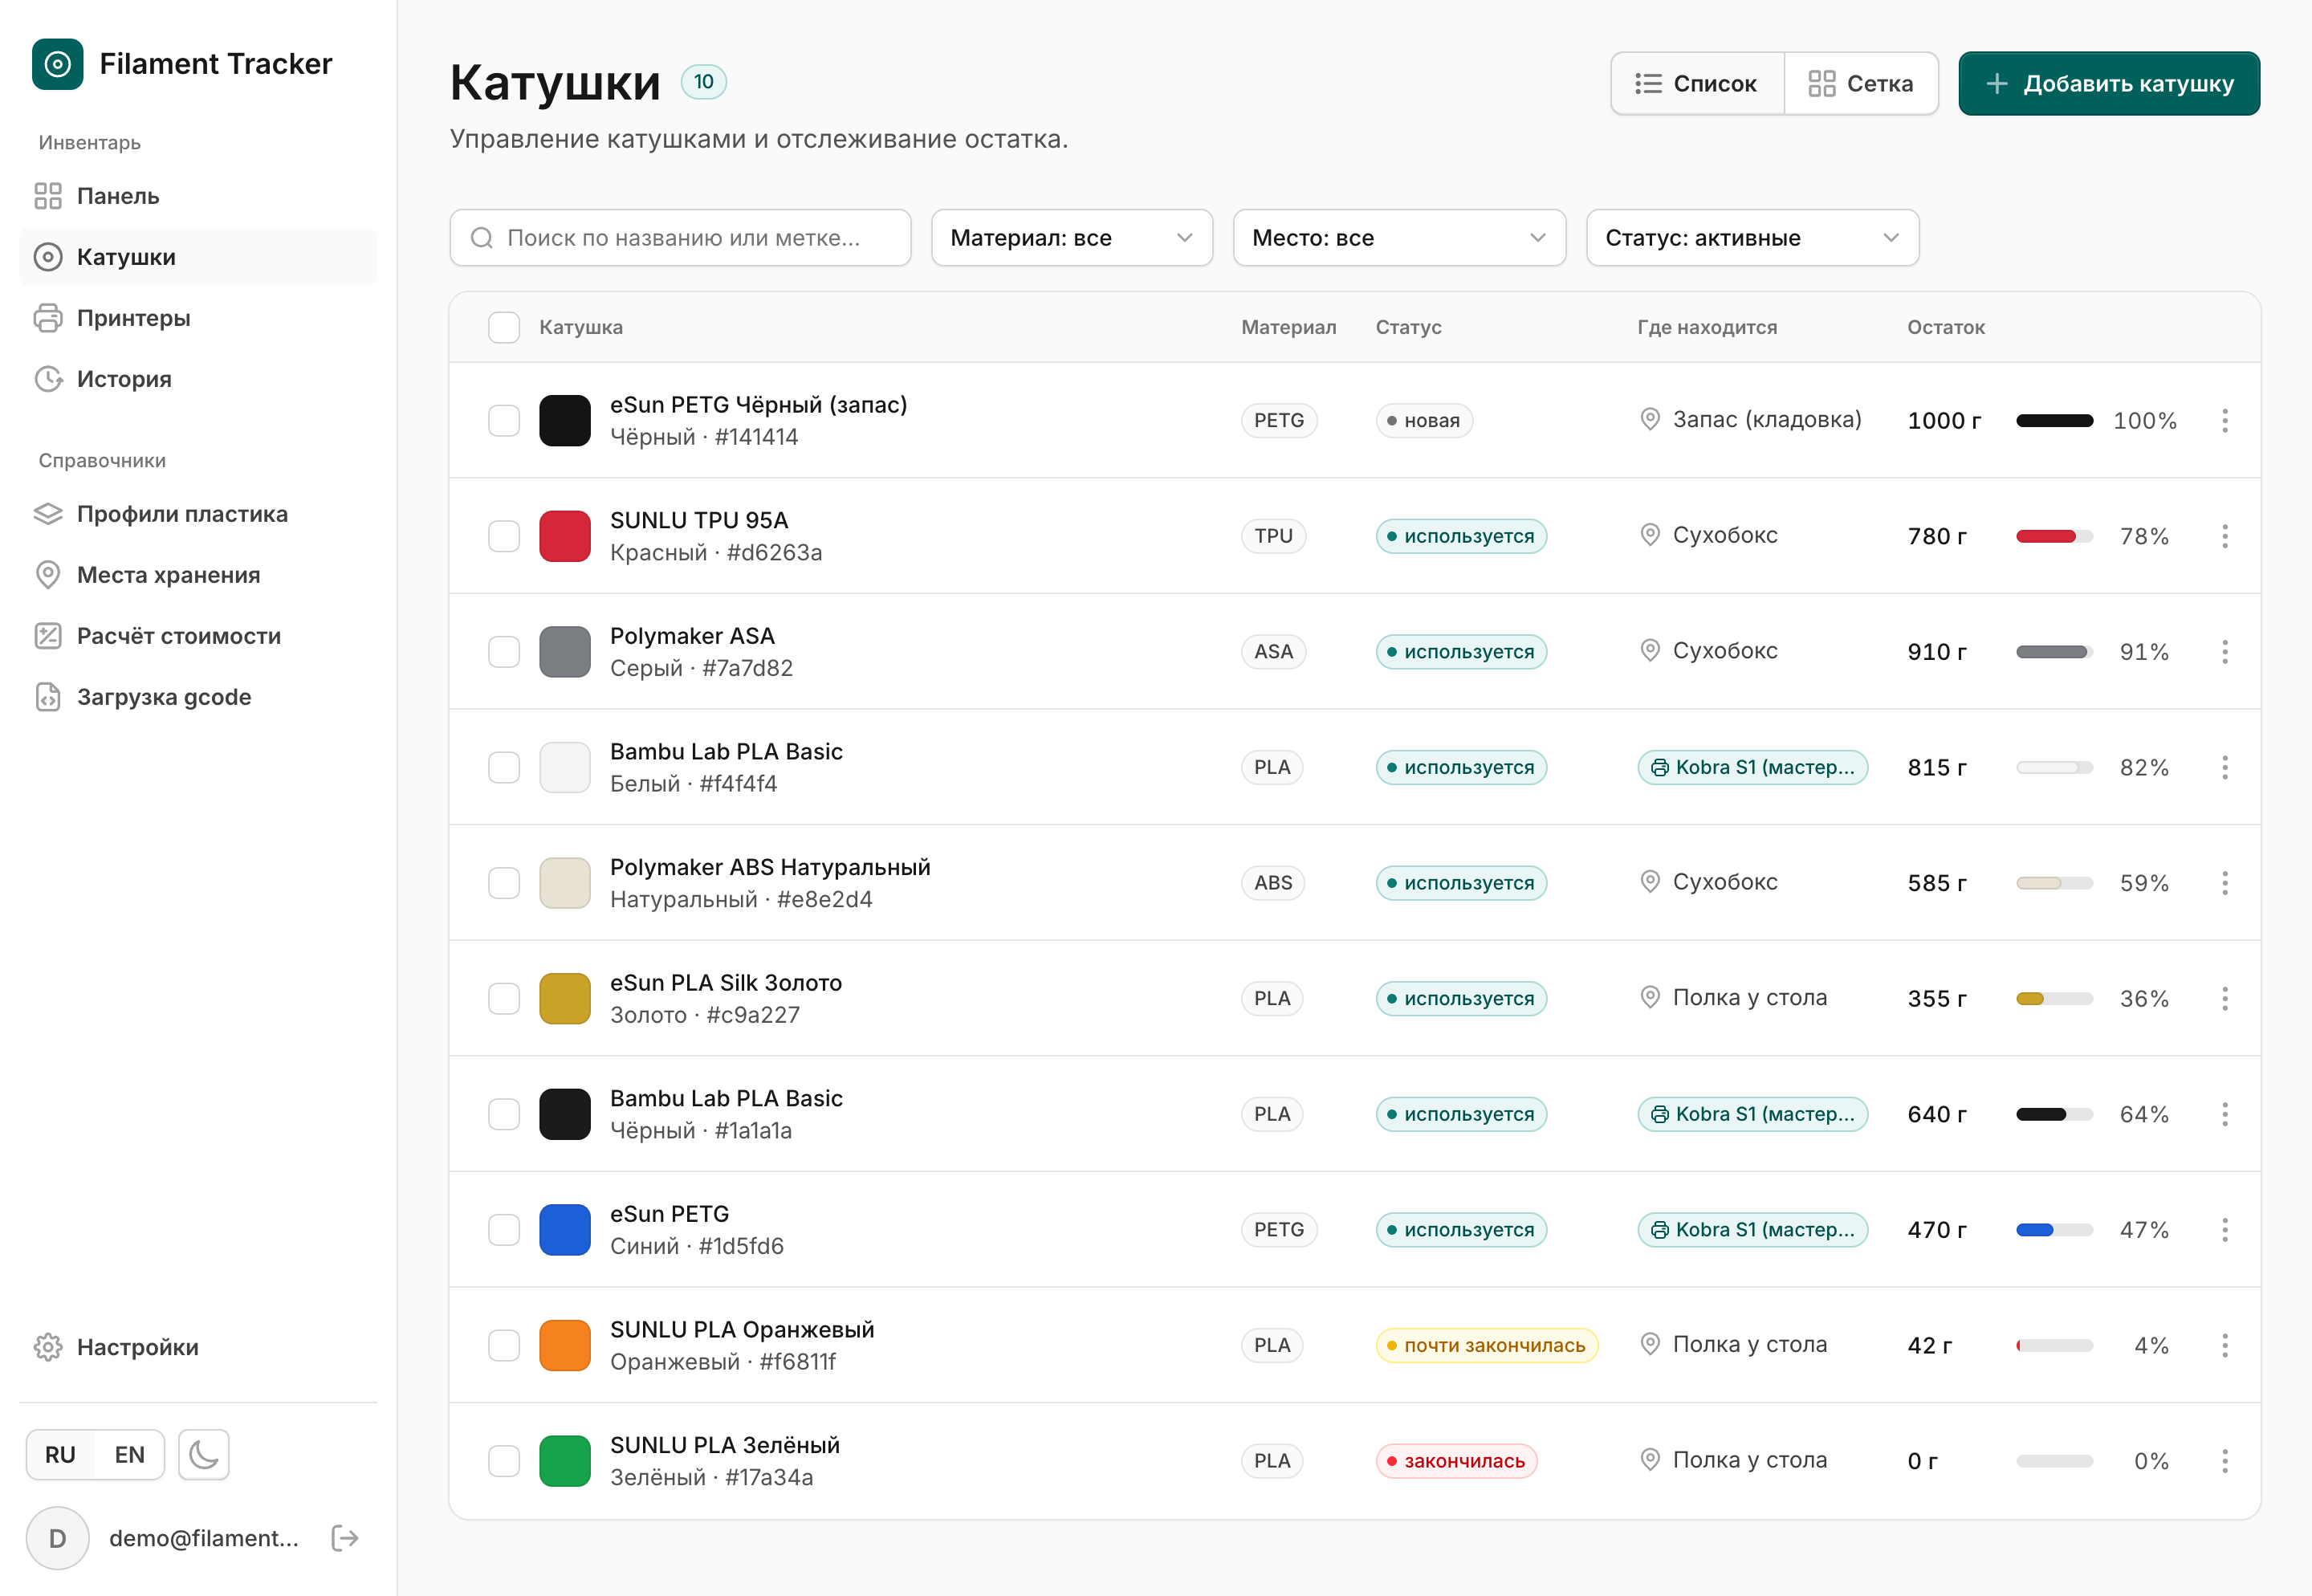 Filament Tracker
Инвентарь
Панель
Катушки
Принтеры
История
Справочники
Профили пластика
Места хранения
Расчёт стоимости
Загрузка gcode
Настройки
RU EN
D demo@filament...
Катушки 10
Управление катушками и отслеживание остатка.
Список Сетка Добавить катушку
Поиск по названию или метке... Материал: все Место: все Статус: активные
Катушка Материал Статус Где находится Остаток
eSun PETG Чёрный (запас)
Чёрный · #141414
PETG новая Запас (кладовка) 1000 г 100%
SUNLU TPU 95A
Красный · #d6263a
TPU используется Сухобокс 780 г 78%
Polymaker ASA
Серый · #7a7d82
ASA используется Сухобокс 910 г 91%
Bambu Lab PLA Basic
Белый · #f4f4f4
PLA используется Kobra S1 (мастер... 815 г 82%
Polymaker ABS Натуральный
Натуральный · #e8e2d4
ABS используется Сухобокс 585 г 59%
eSun PLA Silk Золото
Золото · #c9a227
PLA используется Полка у стола 355 г 36%
Bambu Lab PLA Basic
Чёрный · #1a1a1a
PLA используется Kobra S1 (мастер... 640 г 64%
eSun PETG
Синий · #1d5fd6
PETG используется Kobra S1 (мастер... 470 г 47%
SUNLU PLA Оранжевый
Оранжевый · #f6811f
PLA почти закончилась Полка у стола 42 г 4%
SUNLU PLA Зелёный
Зелёный · #17a34a
PLA закончилась Полка у стола 0 г 0%